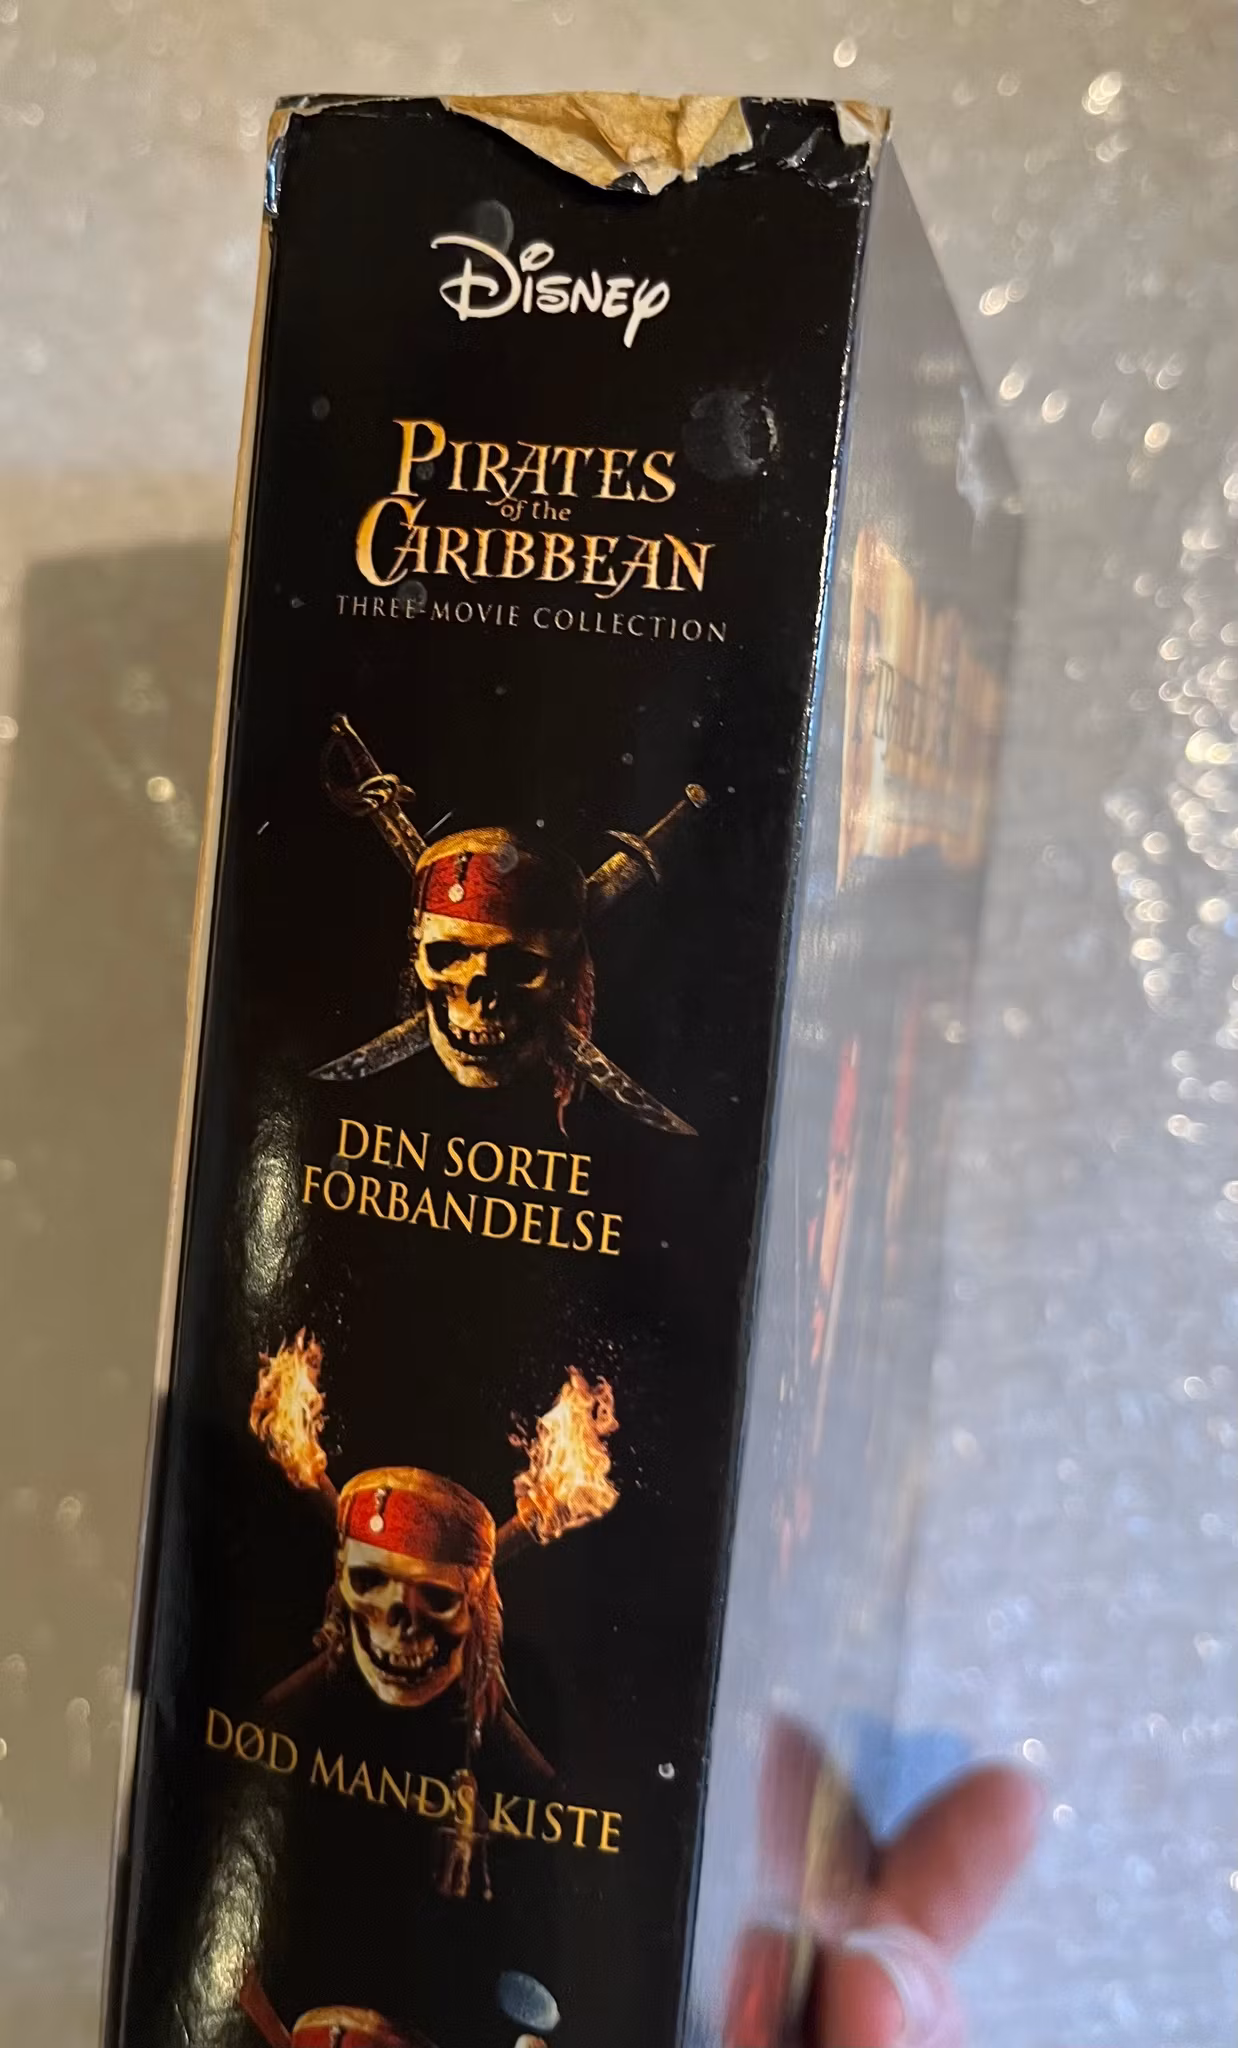 DISNEY
PIRATES
of the
CARIBBEAN
THREE-MOVIE COLLECTION
DEN SORTE
FORBANDELSE
DØD MANDS KISTE